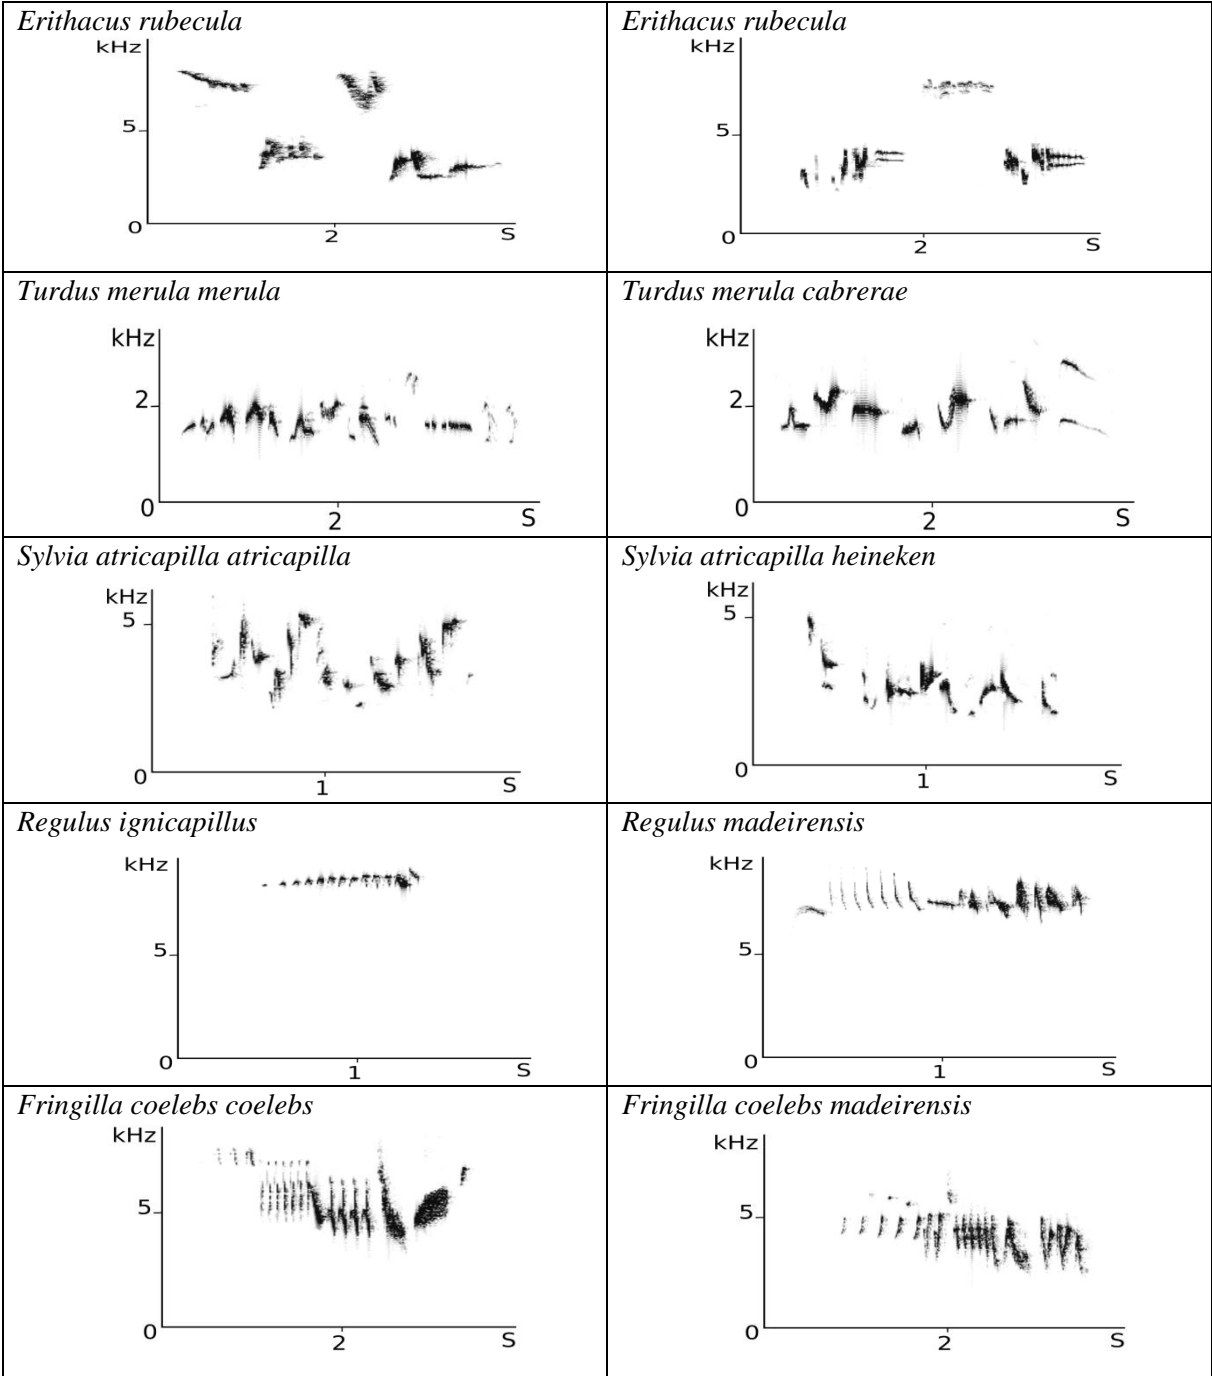 Erithacus rubecula
kHz
5
0
2
S
Erithacus rubecula
kHz
5
0
2
S
Turdus merula merula
kHz
2
0
2
S
Turdus merula cabrerae
kHz
2
0
2
S
Sylvia atricapilla atricapilla
kHz
5
0
1
S
Sylvia atricapilla heineken
kHz
5
0
1
S
Regulus ignicapillus
kHz
5
0
1
S
Regulus madeirensis
kHz
5
0
1
S
Fringilla coelebs coelebs
kHz
5
0
2
S
Fringilla coelebs madeirensis
kHz
5
0
2
S